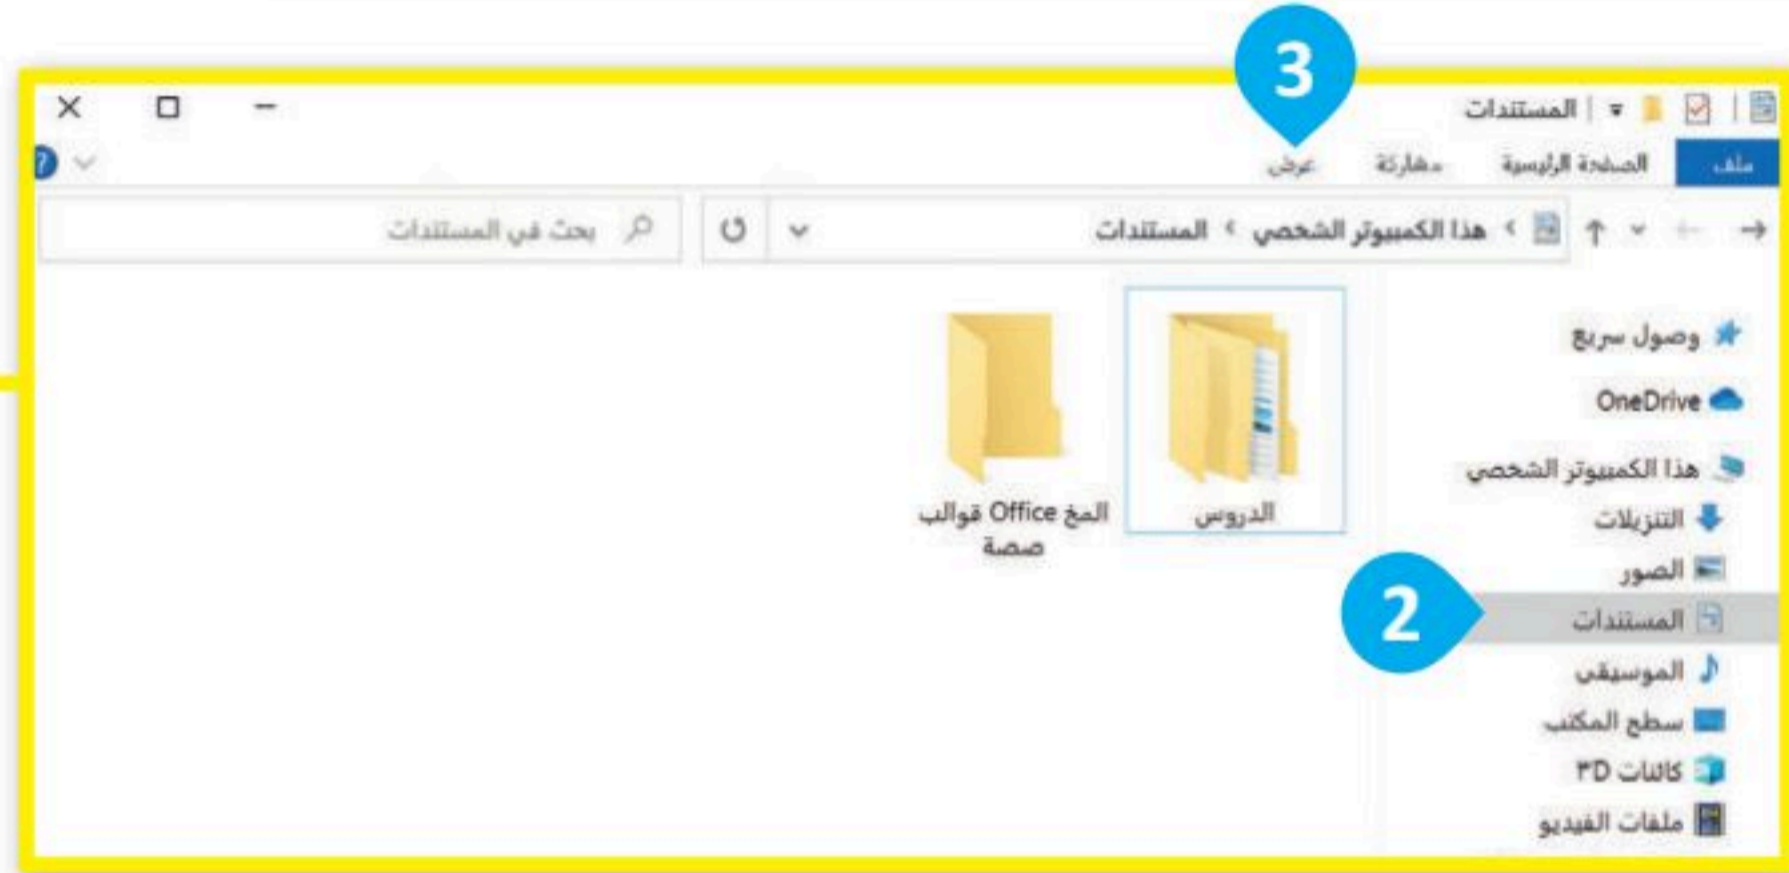 3
المستندات
ملف الصفحة الرئيسية مشاركة عرض
?
هذا الكمبيوتر الشخصي › المستندات
بحث في المستندات
وصول سريع
OneDrive
هذا الكمبيوتر الشخصي
التنزيلات
الصور
المستندات
الموسيقى
سطح المكتب
كائنات ٣D
ملفات الفيديو
2
الدروس
المخ Office قوالب
صصة